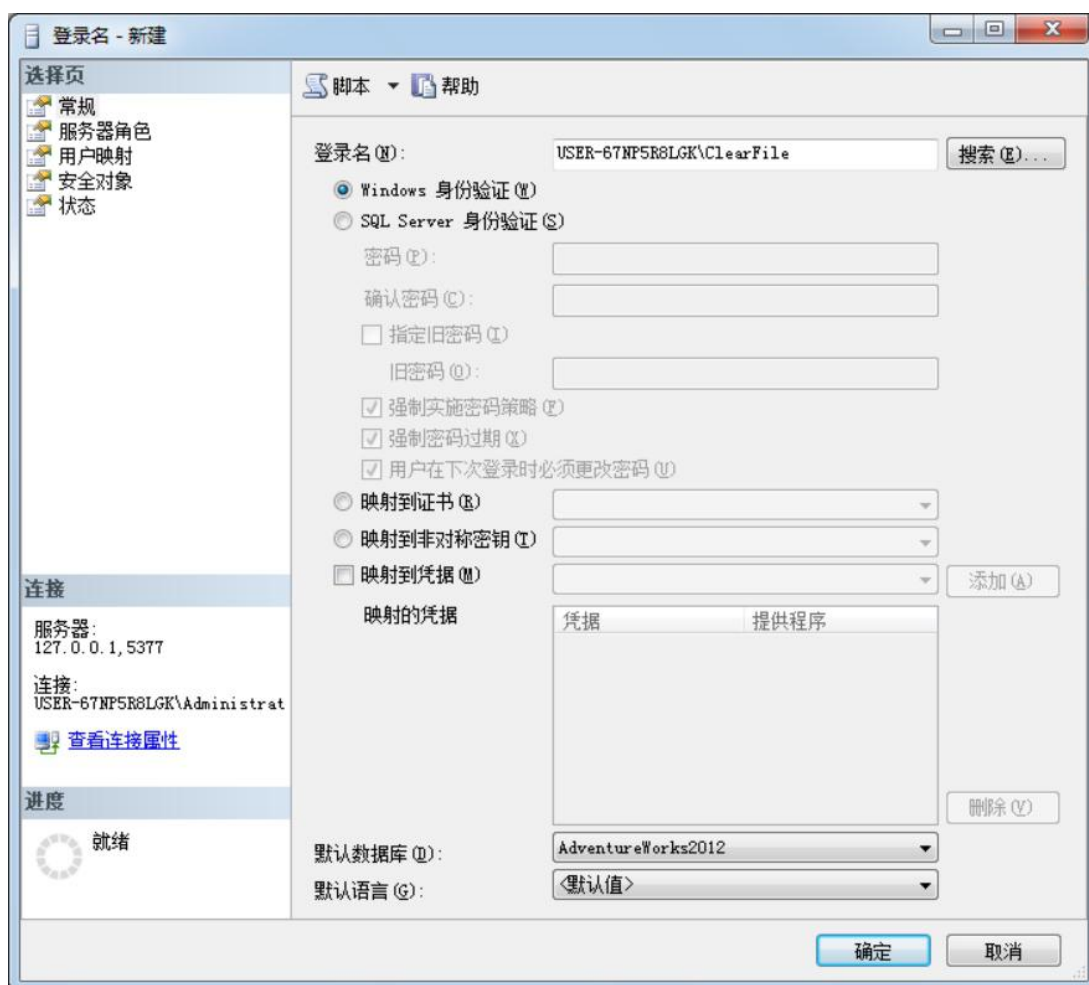 登录名 - 新建
选择页
常规
服务器角色
用户映射
安全对象
状态
脚本
帮助
登录名(N):
USER-67NP5R8LGK\ClearFile
搜索(E)...
Windows 身份验证(W)
SQL Server 身份验证(S)
密码(P):
确认密码(C):
指定旧密码(I)
旧密码(O):
强制实施密码策略(F)
强制密码过期(X)
用户在下次登录时必须更改密码(U)
映射到证书(R)
映射到非对称密钥(T)
映射到凭据(M)
添加(A)
映射的凭据
凭据
提供程序
删除(V)
默认数据库(D):
AdventureWorks2012
默认语言(G):
<默认值>
连接
服务器:
127.0.0.1,5377
连接:
USER-67NP5R8LGK\Administrat
查看连接属性
进度
就绪
确定
取消